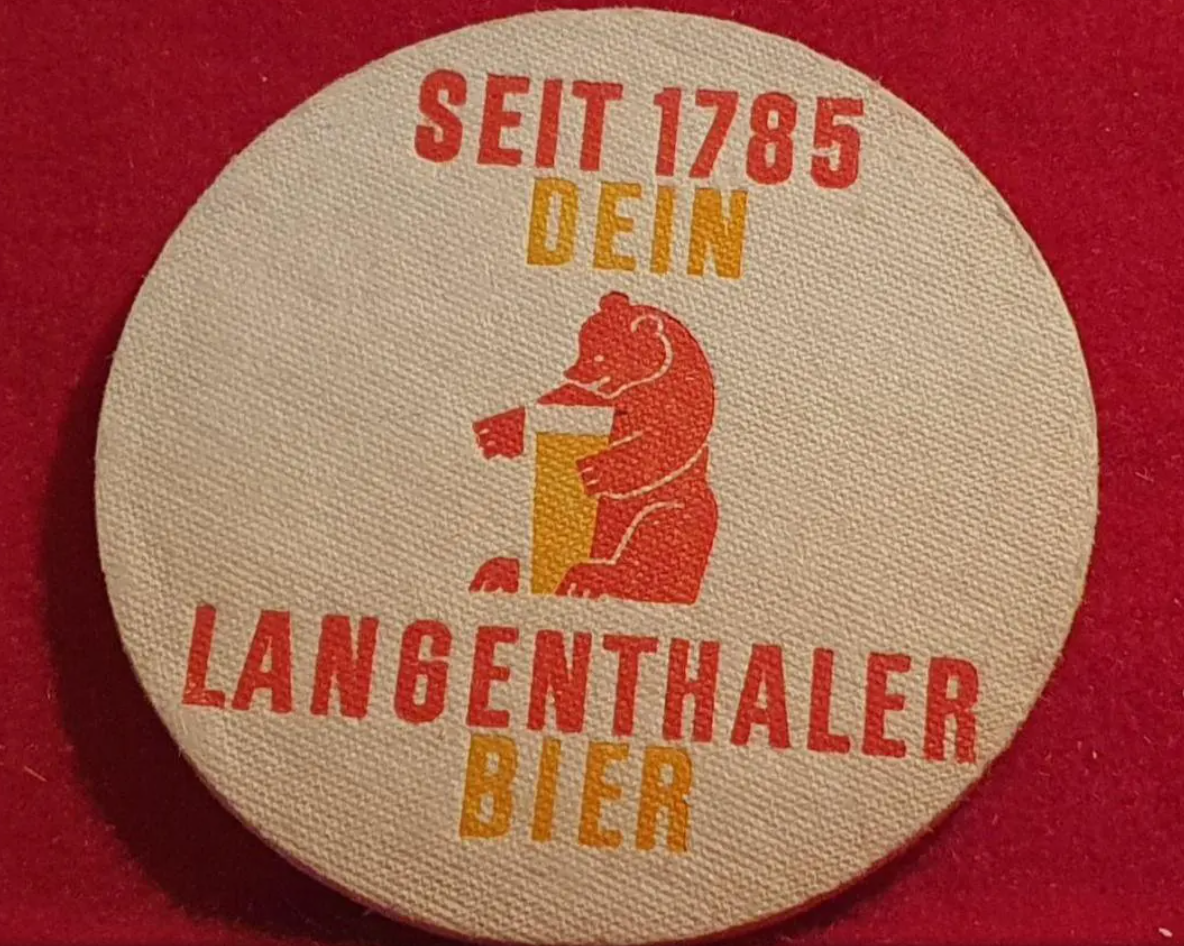 SEIT 1785
DEIN
LANGENTHALER
BIER